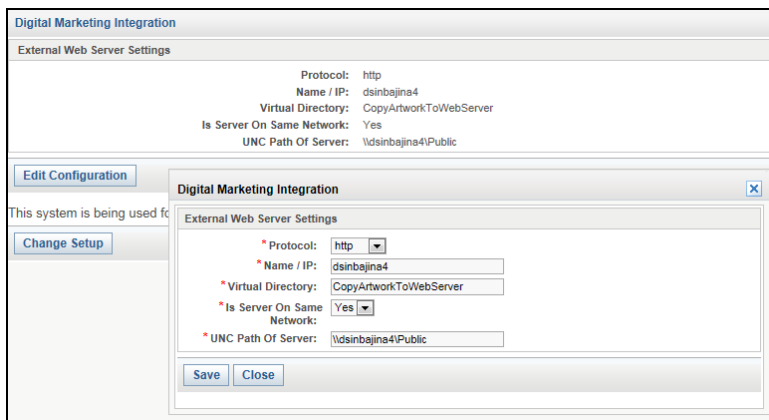 Digital Marketing Integration
External Web Server Settings
Protocol: http
Name / IP: dsinbajina4
Virtual Directory: CopyArtworkToWebServer
Is Server On Same Network: Yes
UNC Path Of Server: \\dsinbajina4\Public
Edit Configuration
This system is being used fo
Change Setup
Digital Marketing Integration
External Web Server Settings
* Protocol: http
* Name / IP: dsinbajina4
* Virtual Directory: CopyArtworkToWebServer
* Is Server On Same Yes
Network:
* UNC Path Of Server: \\dsinbajina4\Public
Save Close